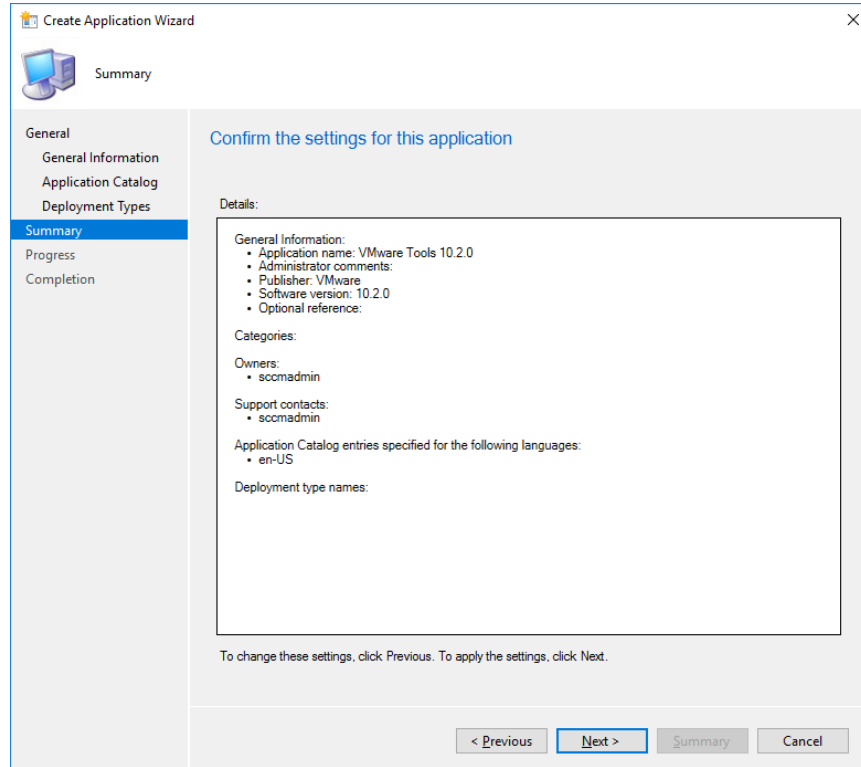 Create Application Wizard
Summary
General
General Information
Application Catalog
Deployment Types
Summary
Progress
Completion
Confirm the settings for this application
Details:
General Information:
• Application name: VMware Tools 10.2.0
• Administrator comments:
• Publisher: VMware
• Software version: 10.2.0
• Optional reference:
Categories:
Owners:
• sccmadmin
Support contacts:
• sccmadmin
Application Catalog entries specified for the following languages:
• en-US
Deployment type names:
To change these settings, click Previous. To apply the settings, click Next.
< Previous
Next >
Summary
Cancel